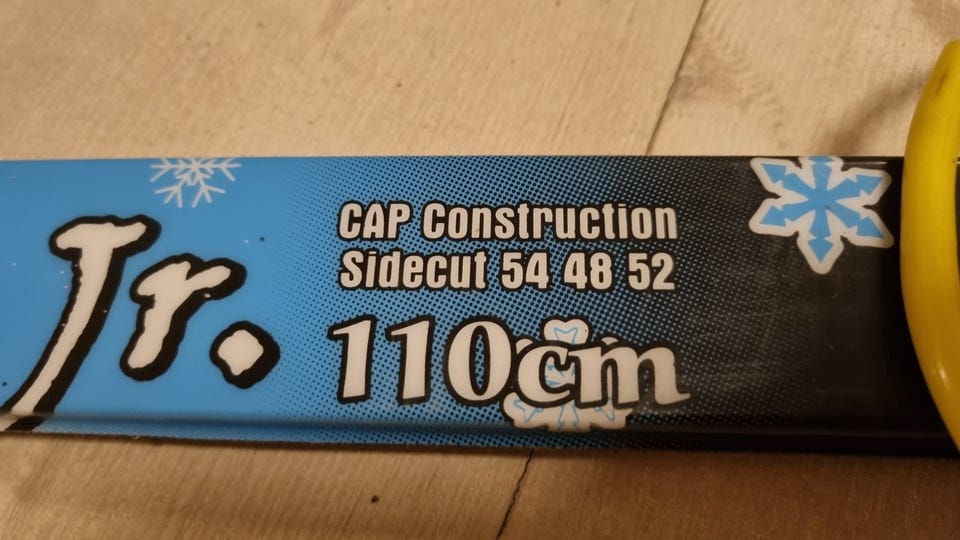 Jr.
CAP Construction
Sidecut 54 48 52
110cm